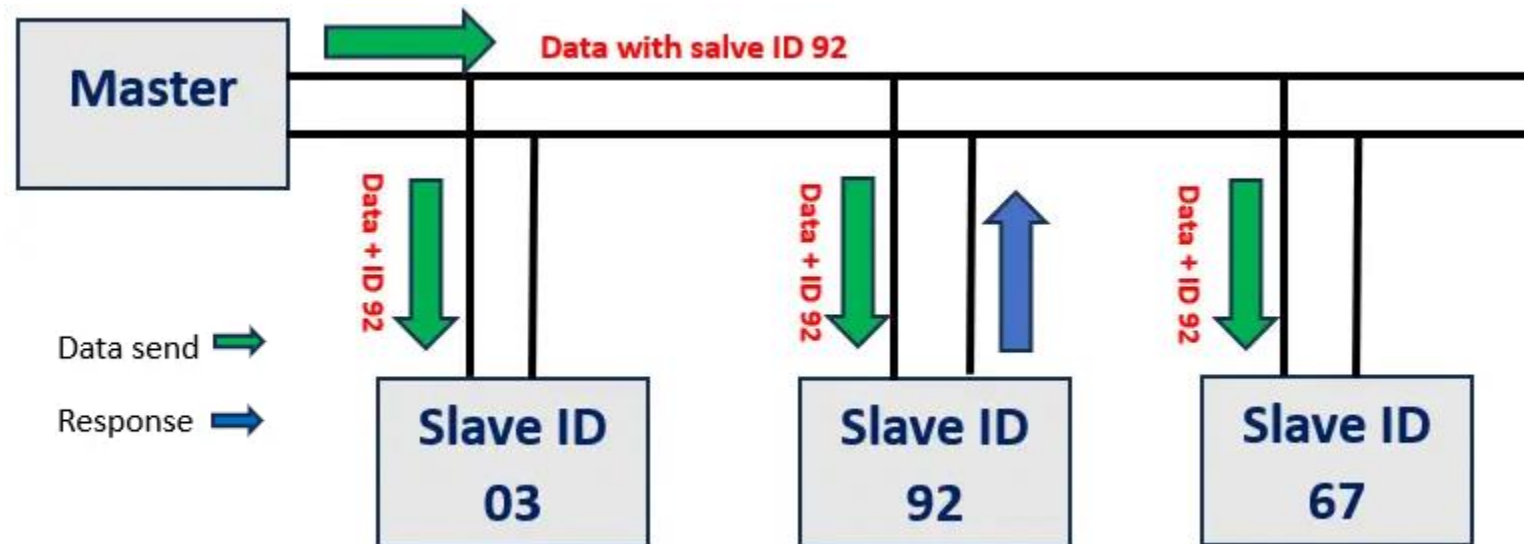 Master
Data with salve ID 92
Data + ID 92
Data + ID 92
Data + ID 92
Data send
Response
Slave ID
03
Slave ID
92
Slave ID
67